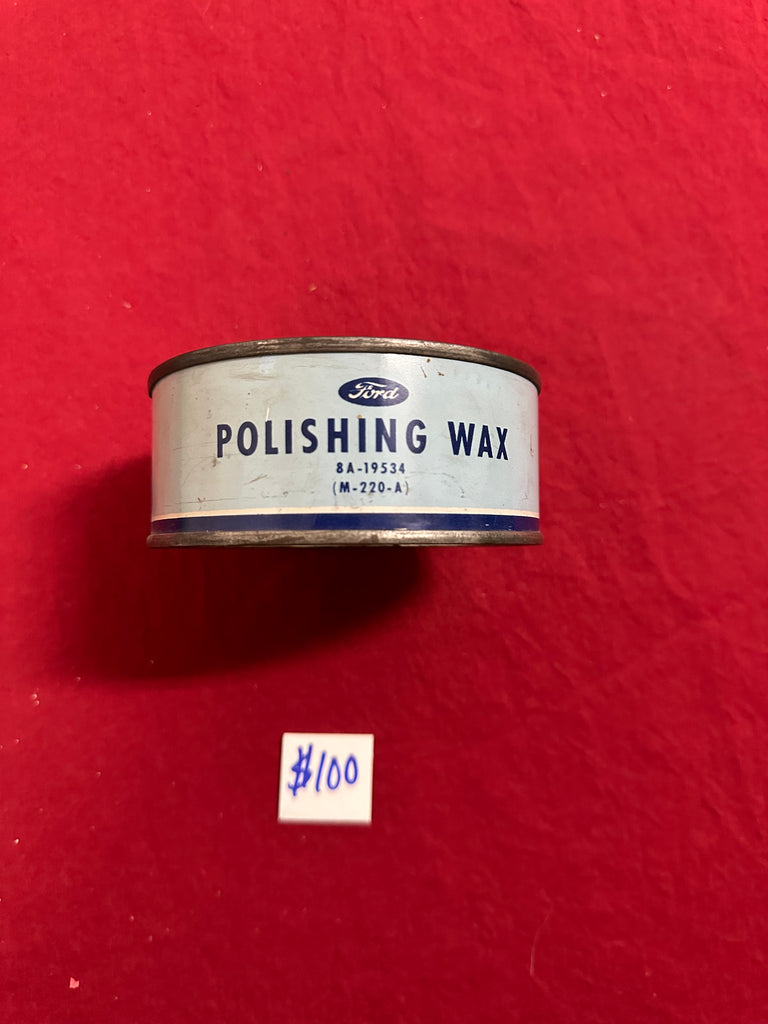 Ford
POLISHING WAX
8A-19534
(M-220-A)
$100